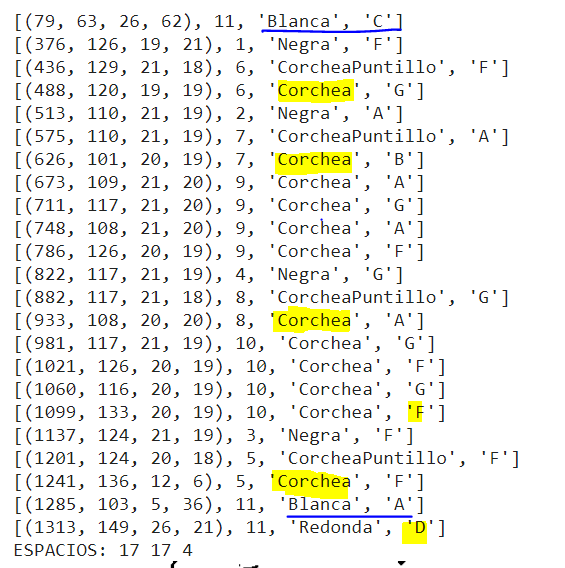 [(79, 63, 26, 62), 11, 'Blanca', 'C']
[(376, 126, 19, 21), 1, 'Negra', 'F']
[(436, 129, 21, 18), 6, 'CorcheaPuntillo', 'F']
[(488, 120, 19, 19), 6, 'Corchea', 'G']
[(513, 110, 21, 19), 2, 'Negra', 'A']
[(575, 110, 21, 19), 7, 'CorcheaPuntillo', 'A']
[(626, 101, 20, 19), 7, 'Corchea', 'B']
[(673, 109, 21, 20), 9, 'Corchea', 'A']
[(711, 117, 21, 20), 9, 'Corchea', 'G']
[(748, 108, 21, 20), 9, 'Corchea', 'A']
[(786, 126, 20, 19), 9, 'Corchea', 'F']
[(822, 117, 21, 19), 4, 'Negra', 'G']
[(882, 117, 21, 18), 8, 'CorcheaPuntillo', 'G']
[(933, 108, 20, 20), 8, 'Corchea', 'A']
[(981, 117, 21, 19), 10, 'Corchea', 'G']
[(1021, 126, 20, 19), 10, 'Corchea', 'F']
[(1060, 116, 20, 19), 10, 'Corchea', 'G']
[(1099, 133, 20, 19), 10, 'Corchea', 'F']
[(1137, 124, 21, 19), 3, 'Negra', 'F']
[(1201, 124, 20, 18), 5, 'CorcheaPuntillo', 'F']
[(1241, 136, 12, 6), 5, 'Corchea', 'F']
[(1285, 103, 5, 36), 11, 'Blanca', 'A']
[(1313, 149, 26, 21), 11, 'Redonda', 'D']
ESPACIOS: 17 17 4